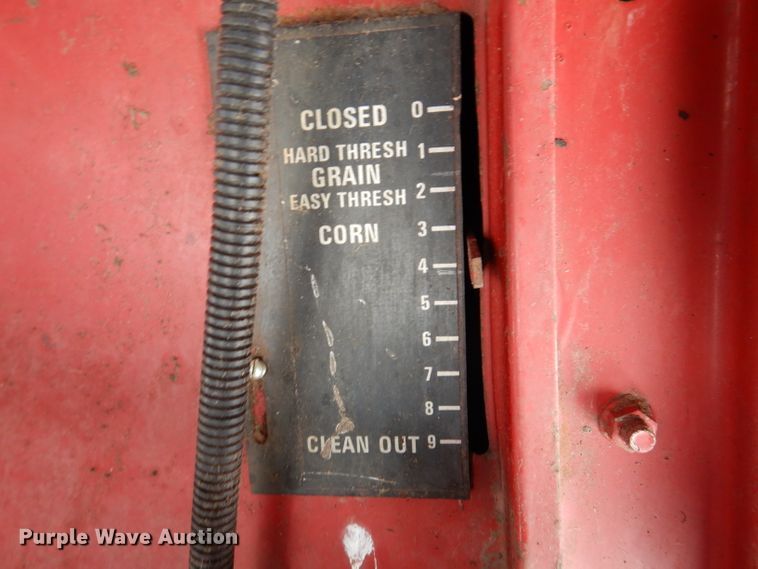 CLOSED 0
HARD THRESH 1
GRAIN
EASY THRESH 2
CORN 3
4
5
6
7
8
CLEAN OUT 9
Purple Wave Auction